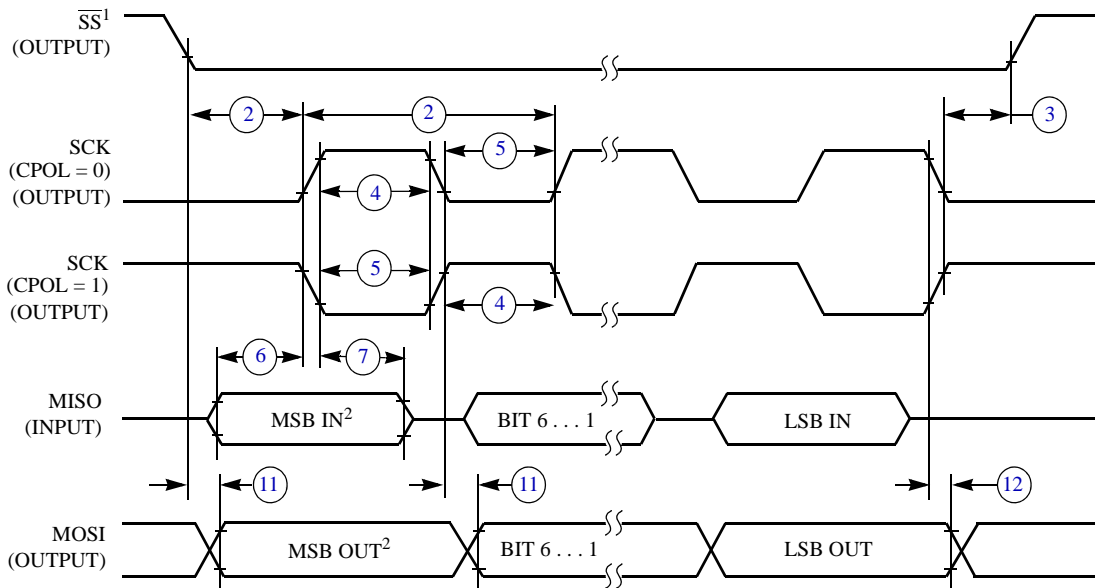 SS¹
(OUTPUT)
2
2
3
SCK
(CPOL = 0)
(OUTPUT)
5
4
SCK
(CPOL = 1)
(OUTPUT)
5
4
6
7
MISO
(INPUT)
MSB IN²
BIT 6 . . . 1
LSB IN
11
11
12
MOSI
(OUTPUT)
MSB OUT²
BIT 6 . . . 1
LSB OUT